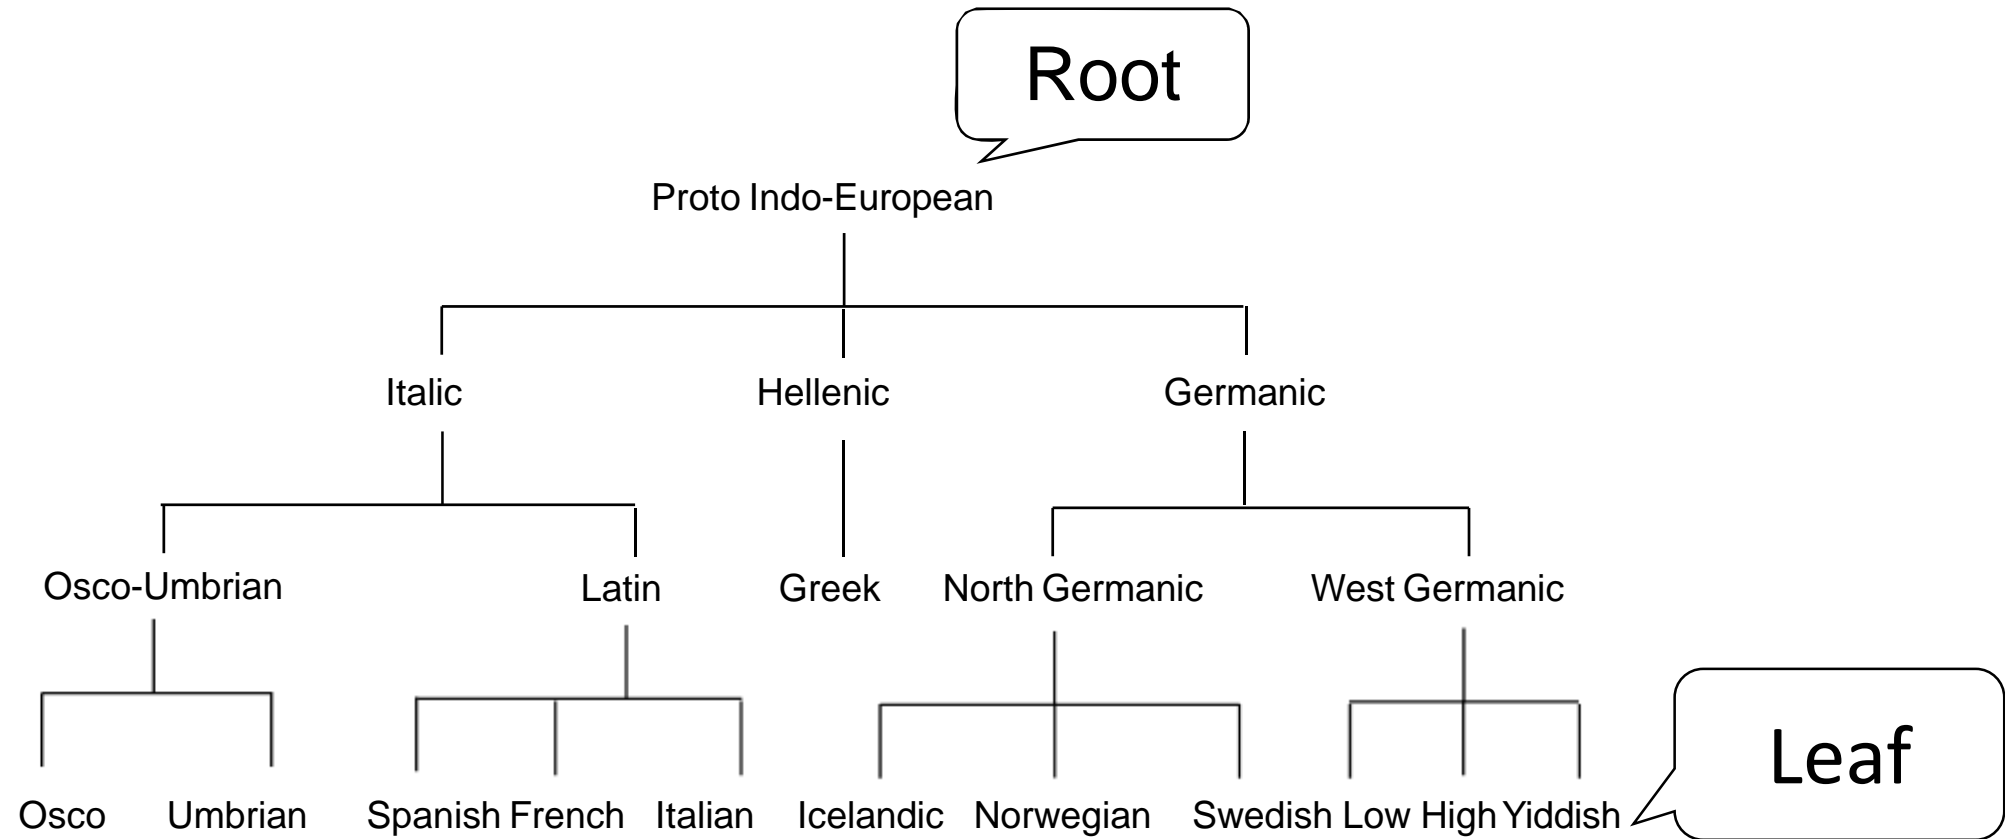 Root
Proto Indo-European
Italic Hellenic Germanic
Osco-Umbrian Latin Greek North Germanic West Germanic
Leaf
Osco Umbrian Spanish French Italian Icelandic Norwegian Swedish Low High Yiddish